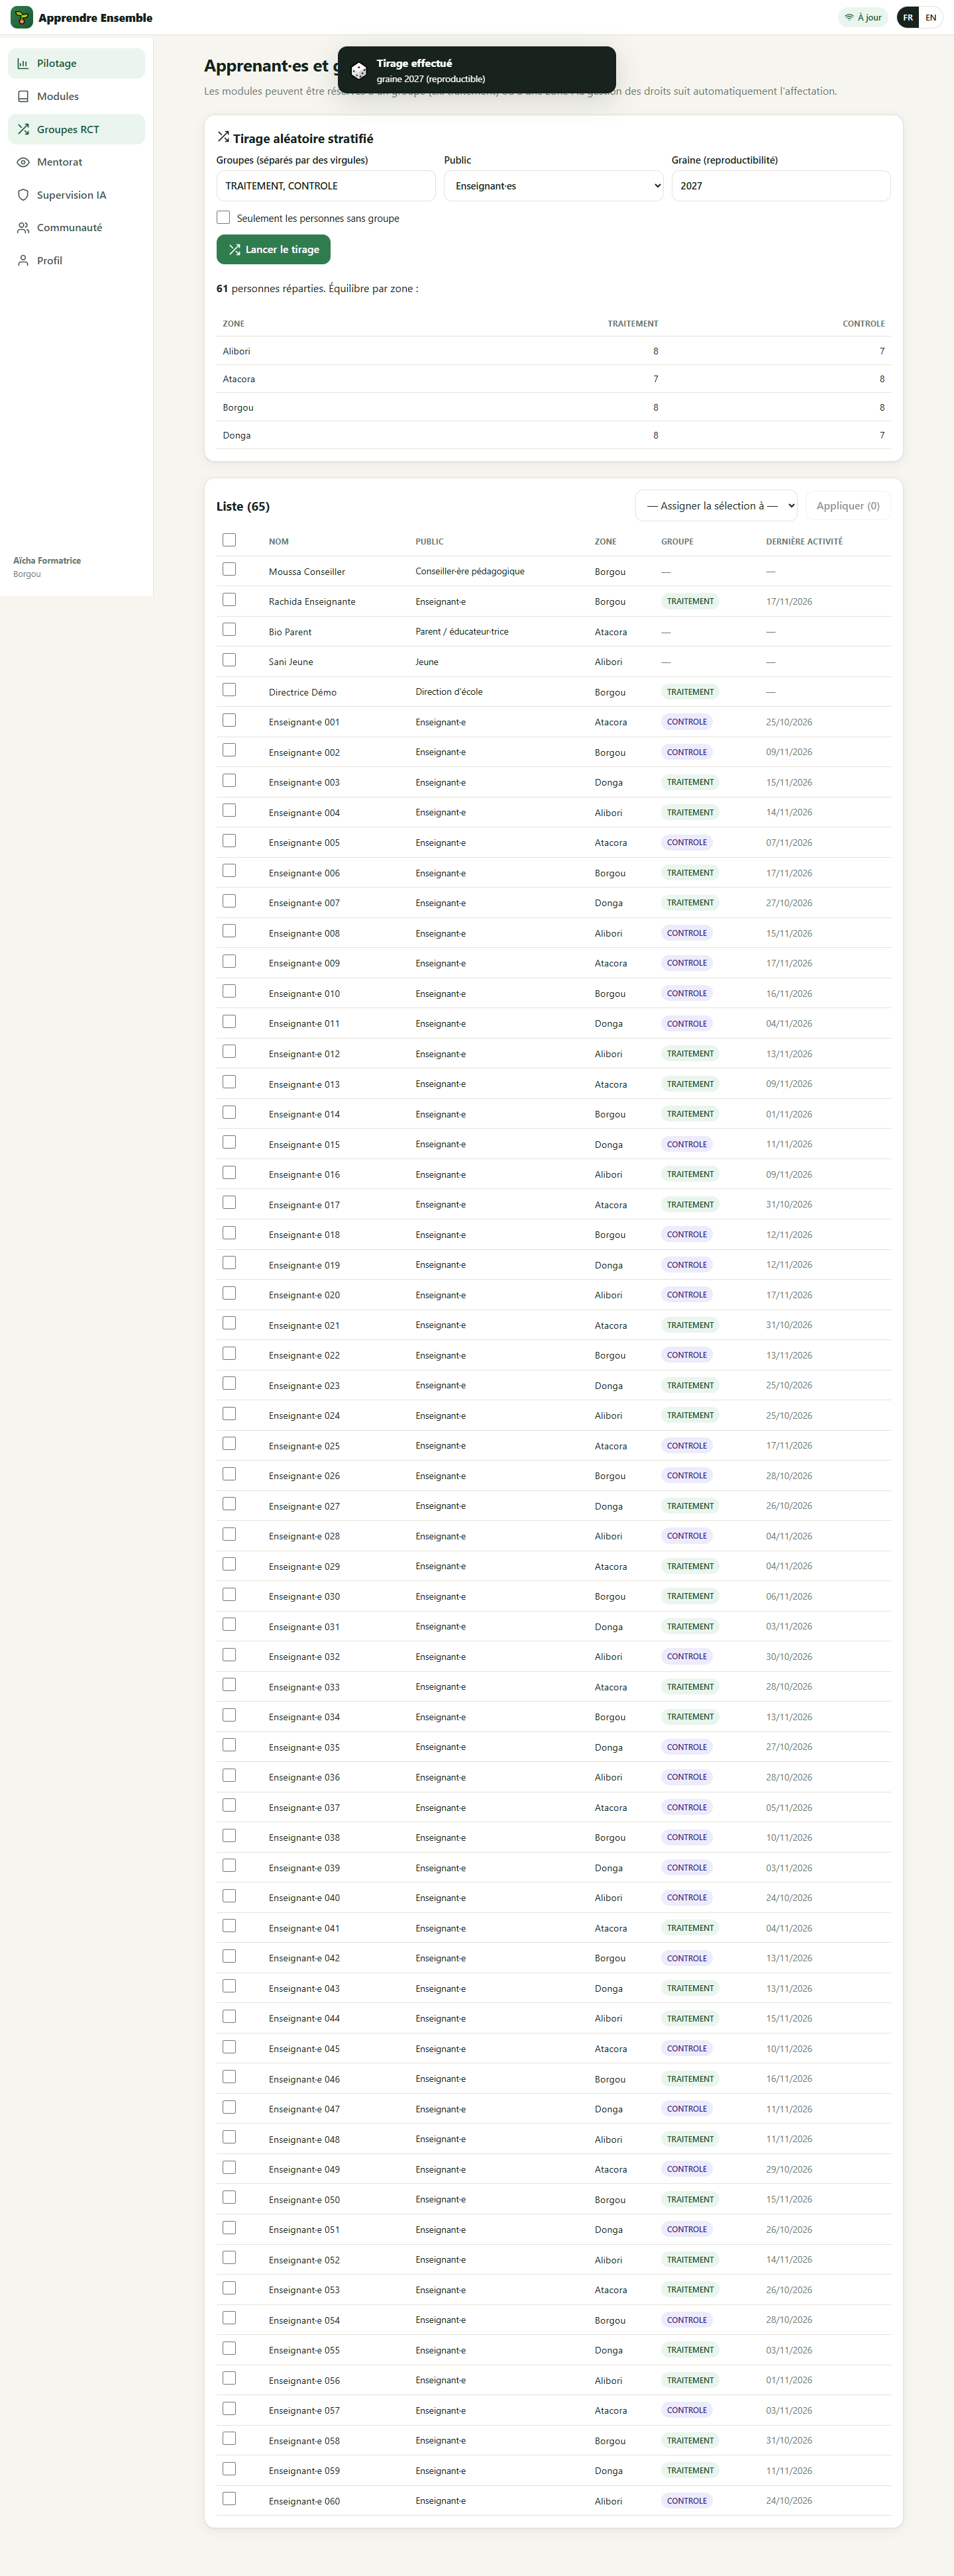 Apprendre Ensemble
À jour
FR EN
Pilotage
Modules
Groupes RCT
Mentorat
Supervision IA
Communauté
Profil
Aïcha Formatrice
Borgou
Tirage effectué
graine 2027 (reproductible)
Apprenant·es et
Les modules peuvent être des droits suit automatiquement l'affectation.
Tirage aléatoire stratifié
Groupes (séparés par des virgules) Public Graine (reproductibilité)
TRAITEMENT, CONTROLE Enseignant·es 2027
Seulement les personnes sans groupe
Lancer le tirage
61 personnes réparties. Équilibre par zone :
ZONE TRAITEMENT CONTROLE
Alibori 8 7
Atacora 7 8
Borgou 8 8
Donga 8 7
Liste (65) — Assigner la sélection à — Appliquer (0)
NOM PUBLIC ZONE GROUPE DERNIÈRE ACTIVITÉ
Moussa Conseiller Conseiller·ère pédagogique Borgou — —
Rachida Enseignante Enseignant·e Borgou TRAITEMENT 17/11/2026
Bio Parent Parent / éducateur·trice Atacora — —
Sani Jeune Jeune Alibori — —
Directrice Démo Direction d'école Borgou TRAITEMENT —
Enseignant·e 001 Enseignant·e Atacora CONTROLE 25/10/2026
Enseignant·e 002 Enseignant·e Borgou CONTROLE 09/11/2026
Enseignant·e 003 Enseignant·e Donga TRAITEMENT 15/11/2026
Enseignant·e 004 Enseignant·e Alibori TRAITEMENT 14/11/2026
Enseignant·e 005 Enseignant·e Atacora CONTROLE 07/11/2026
Enseignant·e 006 Enseignant·e Borgou TRAITEMENT 17/11/2026
Enseignant·e 007 Enseignant·e Donga TRAITEMENT 27/10/2026
Enseignant·e 008 Enseignant·e Alibori CONTROLE 15/11/2026
Enseignant·e 009 Enseignant·e Atacora CONTROLE 17/11/2026
Enseignant·e 010 Enseignant·e Borgou CONTROLE 16/11/2026
Enseignant·e 011 Enseignant·e Donga CONTROLE 04/11/2026
Enseignant·e 012 Enseignant·e Alibori TRAITEMENT 13/11/2026
Enseignant·e 013 Enseignant·e Atacora TRAITEMENT 09/11/2026
Enseignant·e 014 Enseignant·e Borgou TRAITEMENT 01/11/2026
Enseignant·e 015 Enseignant·e Donga CONTROLE 11/11/2026
Enseignant·e 016 Enseignant·e Alibori TRAITEMENT 09/11/2026
Enseignant·e 017 Enseignant·e Atacora TRAITEMENT 31/10/2026
Enseignant·e 018 Enseignant·e Borgou CONTROLE 12/11/2026
Enseignant·e 019 Enseignant·e Donga CONTROLE 12/11/2026
Enseignant·e 020 Enseignant·e Alibori CONTROLE 17/11/2026
Enseignant·e 021 Enseignant·e Atacora TRAITEMENT 31/10/2026
Enseignant·e 022 Enseignant·e Borgou CONTROLE 13/11/2026
Enseignant·e 023 Enseignant·e Donga TRAITEMENT 25/10/2026
Enseignant·e 024 Enseignant·e Alibori TRAITEMENT 25/10/2026
Enseignant·e 025 Enseignant·e Atacora CONTROLE 17/11/2026
Enseignant·e 026 Enseignant·e Borgou CONTROLE 28/10/2026
Enseignant·e 027 Enseignant·e Donga TRAITEMENT 26/10/2026
Enseignant·e 028 Enseignant·e Alibori CONTROLE 04/11/2026
Enseignant·e 029 Enseignant·e Atacora TRAITEMENT 04/11/2026
Enseignant·e 030 Enseignant·e Borgou TRAITEMENT 06/11/2026
Enseignant·e 031 Enseignant·e Donga TRAITEMENT 03/11/2026
Enseignant·e 032 Enseignant·e Alibori CONTROLE 30/10/2026
Enseignant·e 033 Enseignant·e Atacora TRAITEMENT 28/10/2026
Enseignant·e 034 Enseignant·e Borgou TRAITEMENT 13/11/2026
Enseignant·e 035 Enseignant·e Donga CONTROLE 27/10/2026
Enseignant·e 036 Enseignant·e Alibori CONTROLE 28/10/2026
Enseignant·e 037 Enseignant·e Atacora CONTROLE 05/11/2026
Enseignant·e 038 Enseignant·e Borgou CONTROLE 10/11/2026
Enseignant·e 039 Enseignant·e Donga CONTROLE 03/11/2026
Enseignant·e 040 Enseignant·e Alibori CONTROLE 24/10/2026
Enseignant·e 041 Enseignant·e Atacora TRAITEMENT 04/11/2026
Enseignant·e 042 Enseignant·e Borgou CONTROLE 13/11/2026
Enseignant·e 043 Enseignant·e Donga TRAITEMENT 13/11/2026
Enseignant·e 044 Enseignant·e Alibori TRAITEMENT 15/11/2026
Enseignant·e 045 Enseignant·e Atacora CONTROLE 10/11/2026
Enseignant·e 046 Enseignant·e Borgou TRAITEMENT 16/11/2026
Enseignant·e 047 Enseignant·e Donga CONTROLE 11/11/2026
Enseignant·e 048 Enseignant·e Alibori TRAITEMENT 11/11/2026
Enseignant·e 049 Enseignant·e Atacora CONTROLE 29/10/2026
Enseignant·e 050 Enseignant·e Borgou TRAITEMENT 15/11/2026
Enseignant·e 051 Enseignant·e Donga CONTROLE 26/10/2026
Enseignant·e 052 Enseignant·e Alibori TRAITEMENT 14/11/2026
Enseignant·e 053 Enseignant·e Atacora TRAITEMENT 26/10/2026
Enseignant·e 054 Enseignant·e Borgou CONTROLE 28/10/2026
Enseignant·e 055 Enseignant·e Donga TRAITEMENT 03/11/2026
Enseignant·e 056 Enseignant·e Alibori TRAITEMENT 01/11/2026
Enseignant·e 057 Enseignant·e Atacora CONTROLE 03/11/2026
Enseignant·e 058 Enseignant·e Borgou TRAITEMENT 31/10/2026
Enseignant·e 059 Enseignant·e Donga TRAITEMENT 11/11/2026
Enseignant·e 060 Enseignant·e Alibori CONTROLE 24/10/2026